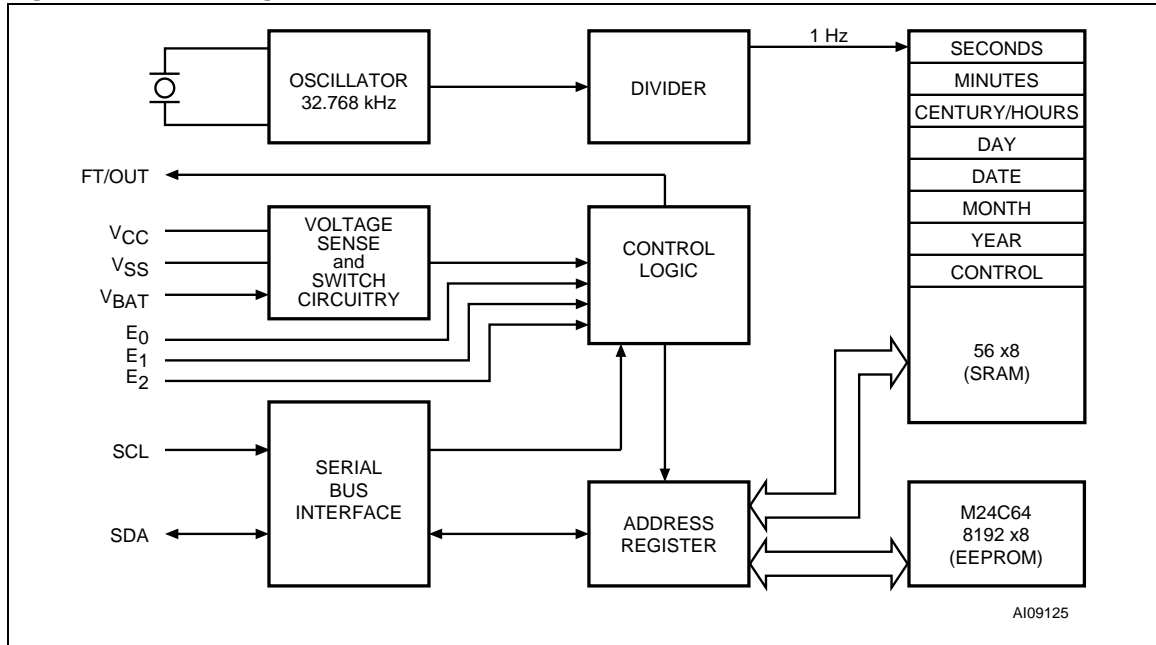 1 Hz
OSCILLATOR
32.768 kHz
DIVIDER
SECONDS
MINUTES
CENTURY/HOURS
DAY
DATE
MONTH
YEAR
CONTROL
56 x8
(SRAM)
FT/OUT
VCC
VSS
VBAT
VOLTAGE
SENSE
and
SWITCH
CIRCUITRY
CONTROL
LOGIC
E0
E1
E2
SCL
SDA
SERIAL
BUS
INTERFACE
ADDRESS
REGISTER
M24C64
8192 x8
(EEPROM)
AI09125